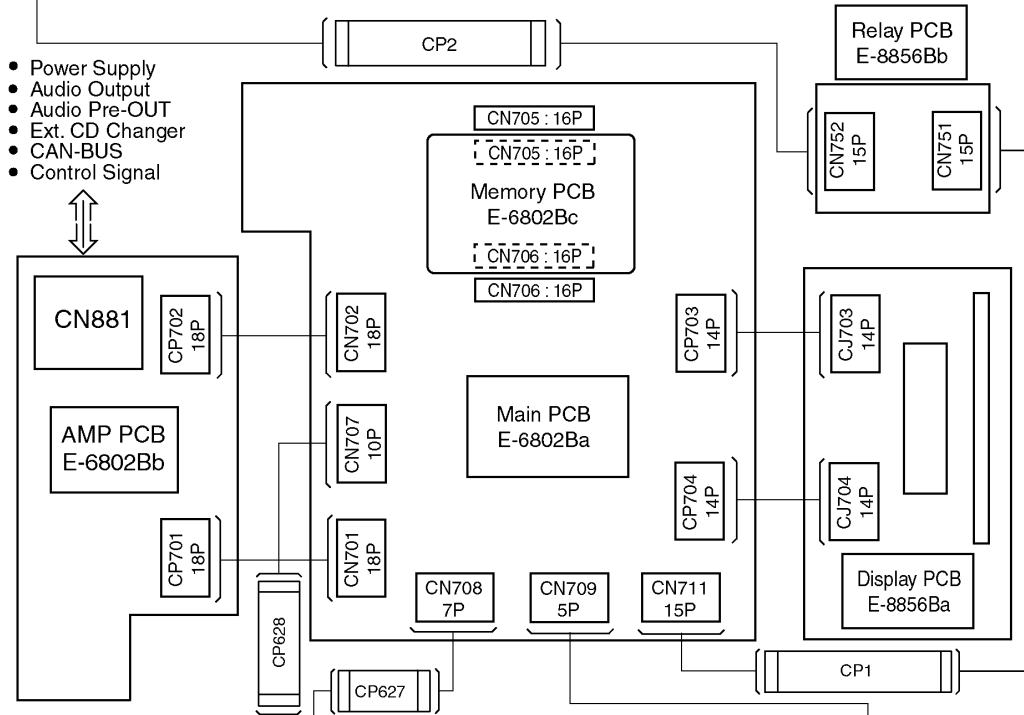 CP2
Relay PCB
E-8856Bb
• Power Supply
• Audio Output
• Audio Pre-OUT
• Ext. CD Changer
• CAN-BUS
• Control Signal
CN705 : 16P
CN705 : 16P
Memory PCB
E-6802Bc
CN706 : 16P
CN706 : 16P
CN752
15P
CN751
15P
CN881
CP702
18P
CN702
18P
CP703
14P
CJ703
14P
AMP PCB
E-6802Bb
CN707
10P
Main PCB
E-6802Ba
CP704
14P
CJ704
14P
CP701
18P
CN701
18P
CN708
7P
CN709
5P
CN711
15P
Display PCB
E-8856Ba
CP628
CP627
CP1